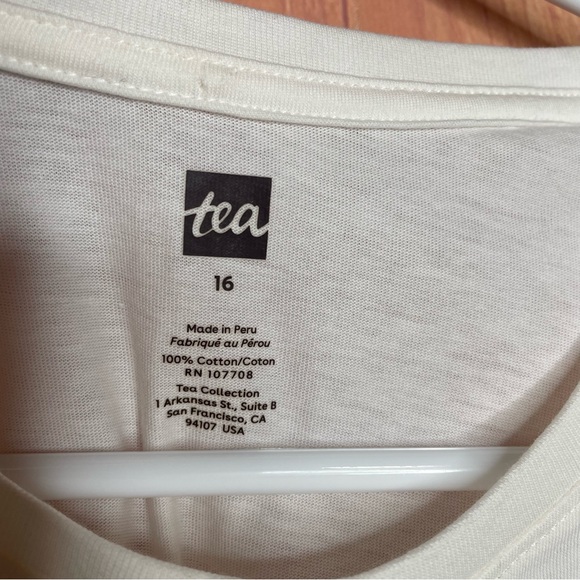 tea
16
Made in Peru
Fabriqué au Pérou
100% Cotton/Coton
RN 107708
Tea Collection
1 Arkansas St., Suite B
San Francisco, CA
94107 USA